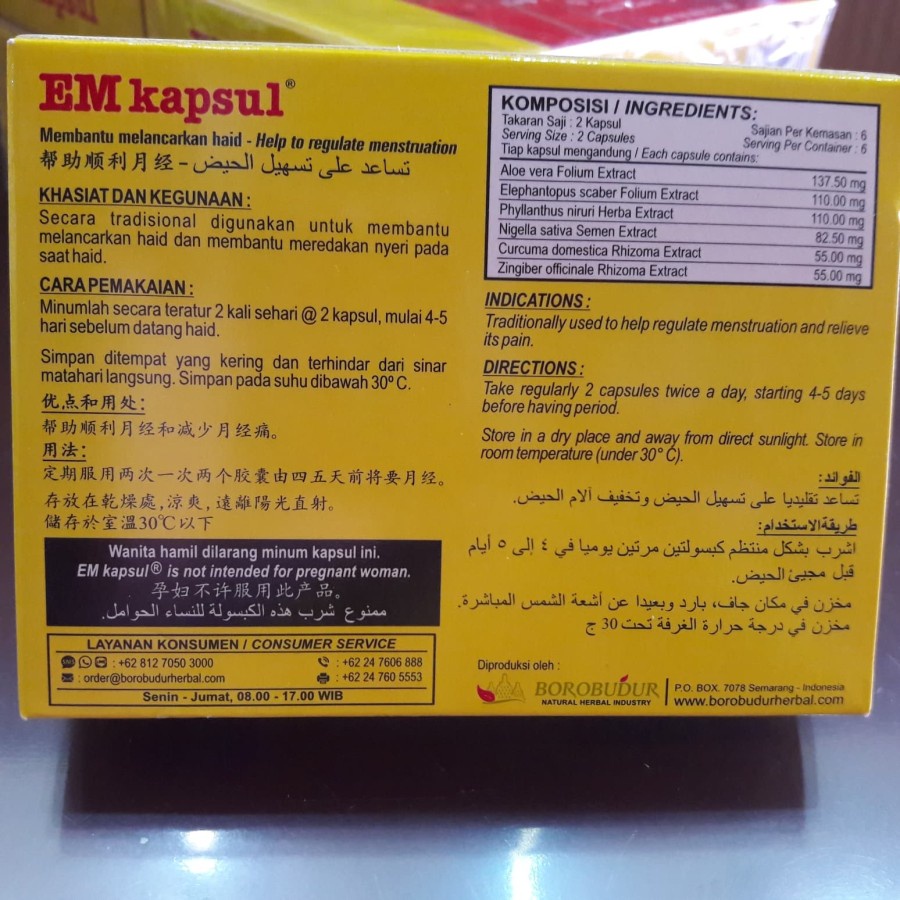 EM kapsul®
Membantu melancarkan haid - Help to regulate menstruation
帮助顺利月经 - تساعد على تسهيل الحيض
KHASIAT DAN KEGUNAAN :
Secara tradisional digunakan untuk membantu
melancarkan haid dan membantu meredakan nyeri pada
saat haid.
CARA PEMAKAIAN :
Minumlah secara teratur 2 kali sehari @ 2 kapsul, mulai 4-5
hari sebelum datang haid.
Simpan ditempat yang kering dan terhindar dari sinar
matahari langsung. Simpan pada suhu dibawah 30° C.
优点和用处:
帮助顺利月经和减少月经痛。
用法:
定期服用两次一次两个胶囊由四五天前将要月经。
存放在乾燥處,涼爽,遠離陽光直射。
儲存於室溫30℃以下
Wanita hamil dilarang minum kapsul ini.
EM kapsul® is not intended for pregnant woman.
孕妇不许服用此产品。
ممنوع شرب هذه الكبسولة للنساء الحوامل.
LAYANAN KONSUMEN / CONSUMER SERVICE
SMS : +62 812 7050 3000
: +62 24 7606 888
: order@borobudurherbal.com
: +62 24 760 5553
Senin - Jumat, 08.00 - 17.00 WIB
KOMPOSISI / INGREDIENTS:
Takaran Saji : 2 Kapsul Sajian Per Kemasan : 6
Serving Size : 2 Capsules Serving Per Container : 6
Tiap kapsul mengandung / Each capsule contains:
Aloe vera Folium Extract 137.50 mg
Elephantopus scaber Folium Extract 110.00 mg
Phyllanthus niruri Herba Extract 110.00 mg
Nigella sativa Semen Extract 82.50 mg
Curcuma domestica Rhizoma Extract 55.00 mg
Zingiber officinale Rhizoma Extract 55.00 mg
INDICATIONS :
Traditionally used to help regulate menstruation and relieve
its pain.
DIRECTIONS :
Take regularly 2 capsules twice a day, starting 4-5 days
before having period.
Store in a dry place and away from direct sunlight. Store in
room temperature (under 30° C).
الفوائد:
تساعد تقليديا على تسهيل الحيض وتخفيف آلام الحيض.
طريقةالاستخدام:
اشرب بشكل منتظم كبسولتين مرتين يوميا في ٤ إلى ٥ أيام
قبل مجيئ الحيض.
مخزن في مكان جاف، بارد وبعيدا عن أشعة الشمس المباشرة.
مخزن في درجة حرارة الغرفة تحت 30 ج
Diproduksi oleh :
BOROBUDUR
NATURAL HERBAL INDUSTRY
P.O. BOX. 7078 Semarang - Indonesia
www.borobudurherbal.com